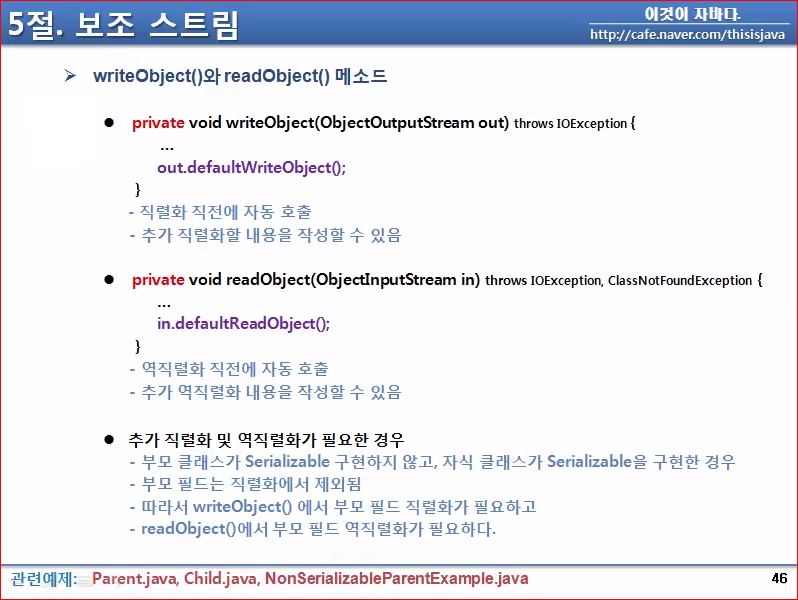 5절. 보조 스트림
이것이 자바다.
http://cafe.naver.com/thisisjava
➢ writeObject()와 readObject() 메소드
● private void writeObject(ObjectOutputStream out) throws IOException {
...
out.defaultWriteObject();
}
- 직렬화 직전에 자동 호출
- 추가 직렬화할 내용을 작성할 수 있음
● private void readObject(ObjectInputStream in) throws IOException, ClassNotFoundException {
...
in.defaultReadObject();
}
- 역직렬화 직전에 자동 호출
- 추가 역직렬화 내용을 작성할 수 있음
● 추가 직렬화 및 역직렬화가 필요한 경우
- 부모 클래스가 Serializable 구현하지 않고, 자식 클래스가 Serializable을 구현한 경우
- 부모 필드는 직렬화에서 제외됨
- 따라서 writeObject() 에서 부모 필드 직렬화가 필요하고
- readObject()에서 부모 필드 역직렬화가 필요하다.
관련예제: Parent.java, Child.java, NonSerializableParentExample.java
46